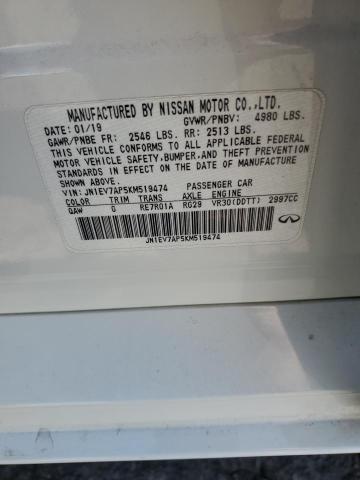 MANUFACTURED BY NISSAN MOTOR CO.,LTD.
DATE: 01/19 GVWR/PNBV: 4980 LBS.
GAWR/PNBE FR: 2546 LBS. RR: 2513 LBS.
THIS VEHICLE CONFORMS TO ALL APPLICABLE FEDERAL
MOTOR VEHICLE SAFETY, BUMPER, AND THEFT PREVENTION
STANDARDS IN EFFECT ON THE DATE OF MANUFACTURE
SHOWN ABOVE.
VIN: JN1EV7AP5KM519474 PASSENGER CAR
COLOR TRIM TRANS AXLE ENGINE
QAW G RE7R01A RG29 VR30(DDTT) 2997CC
JN1EV7AP5KM519474